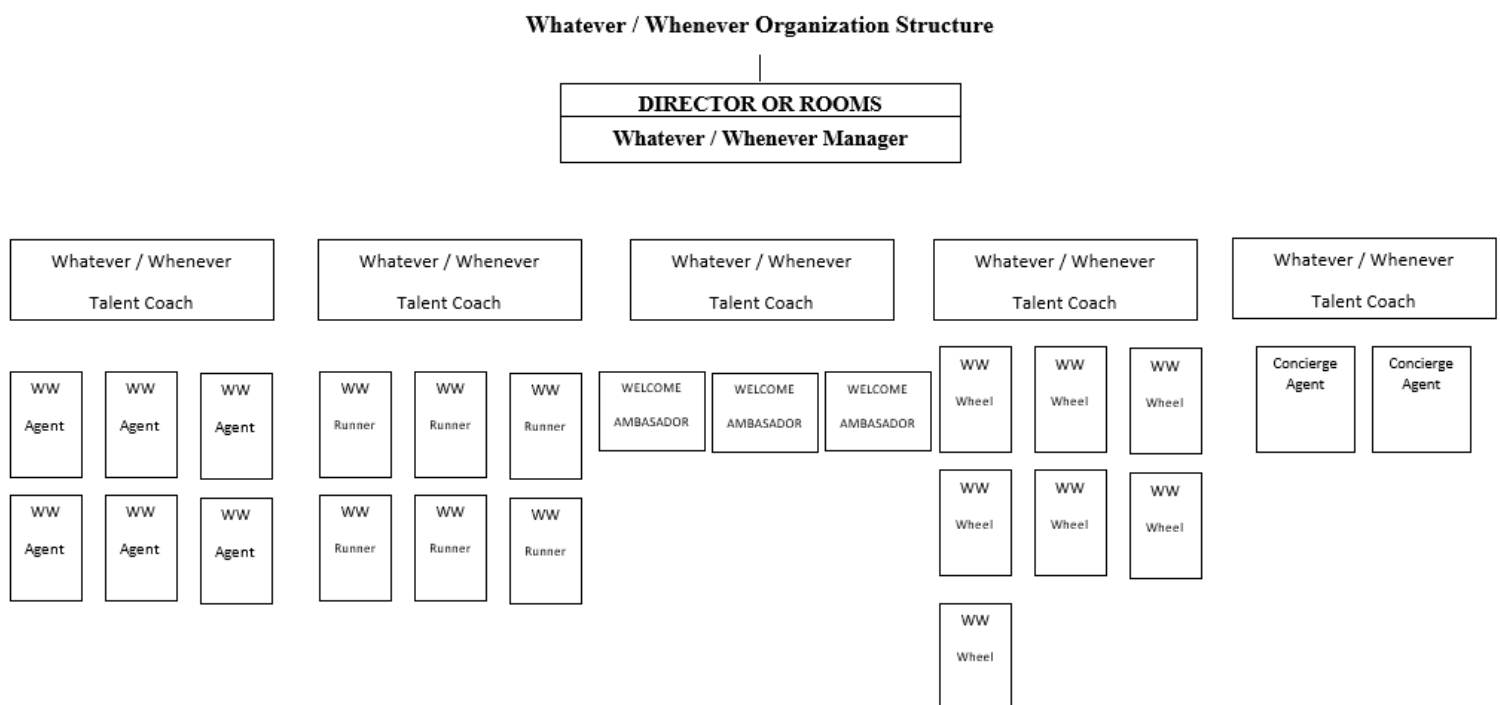 Whatever / Whenever Organization Structure
DIRECTOR OR ROOMS
Whatever / Whenever Manager
Whatever / Whenever
Talent Coach
Whatever / Whenever
Talent Coach
Whatever / Whenever
Talent Coach
Whatever / Whenever
Talent Coach
Whatever / Whenever
Talent Coach
WW
Agent
WW
Agent
WW
Agent
WW
Agent
WW
Agent
WW
Agent
WW
Runner
WW
Runner
WW
Runner
WW
Runner
WW
Runner
WW
Runner
WELCOME
AMBASADOR
WELCOME
AMBASADOR
WELCOME
AMBASADOR
WW
Wheel
WW
Wheel
WW
Wheel
WW
Wheel
WW
Wheel
WW
Wheel
WW
Wheel
Concierge
Agent
Concierge
Agent